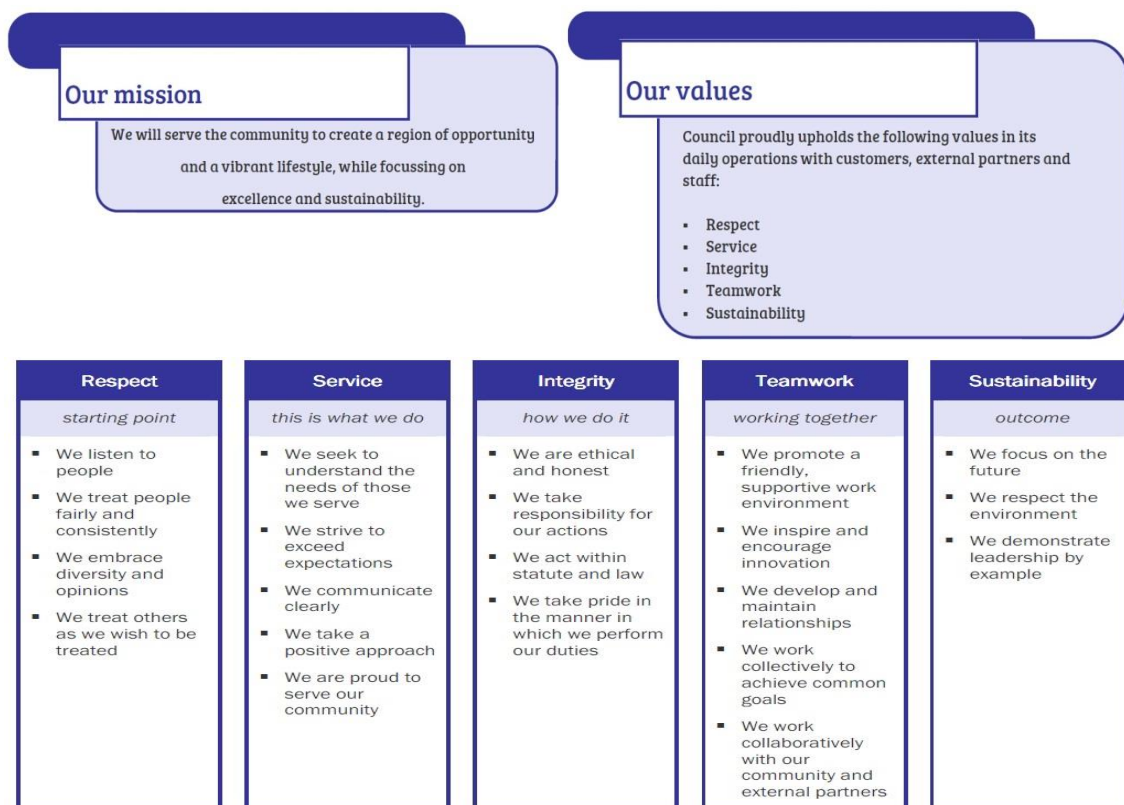 Our mission
We will serve the community to create a region of opportunity
and a vibrant lifestyle, while focussing on
excellence and sustainability.
Our values
Council proudly upholds the following values in its
daily operations with customers, external partners and
staff:
▪ Respect
▪ Service
▪ Integrity
▪ Teamwork
▪ Sustainability
Respect
starting point
▪ We listen to
people
▪ We treat people
fairly and
consistently
▪ We embrace
diversity and
opinions
▪ We treat others
as we wish to be
treated
Service
this is what we do
▪ We seek to
understand the
needs of those
we serve
▪ We strive to
exceed
expectations
▪ We communicate
clearly
▪ We take a
positive approach
▪ We are proud to
serve our
community
Integrity
how we do it
▪ We are ethical
and honest
▪ We take
responsibility for
our actions
▪ We act within
statute and law
▪ We take pride in
the manner in
which we perform
our duties
Teamwork
working together
▪ We promote a
friendly,
supportive work
environment
▪ We inspire and
encourage
innovation
▪ We develop and
maintain
relationships
▪ We work
collectively to
achieve common
goals
▪ We work
collaboratively
with our
community and
external partners
Sustainability
outcome
▪ We focus on the
future
▪ We respect the
environment
▪ We demonstrate
leadership by
example